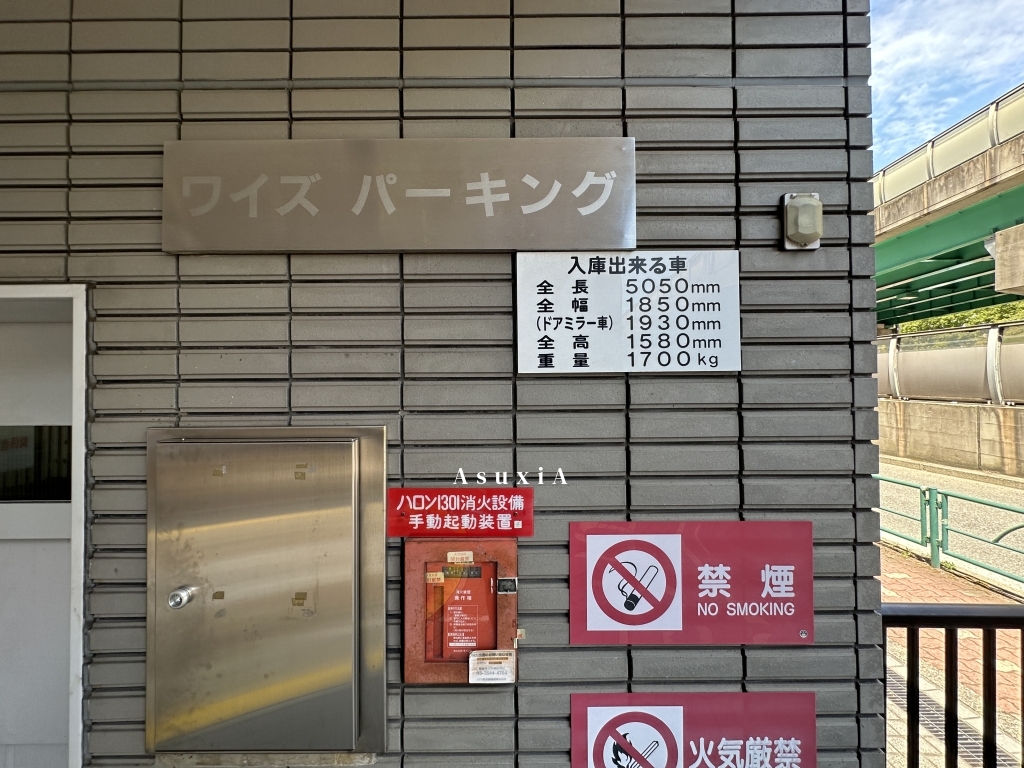 ワイズ パーキング
入庫出来る車
全長 5050mm
全幅 1850mm
(ドアミラー車) 1930mm
全高 1580mm
重量 1700kg
AsuxiA
ハロン1301消火設備
手動起動装置
禁煙
NO SMOKING
火気厳禁